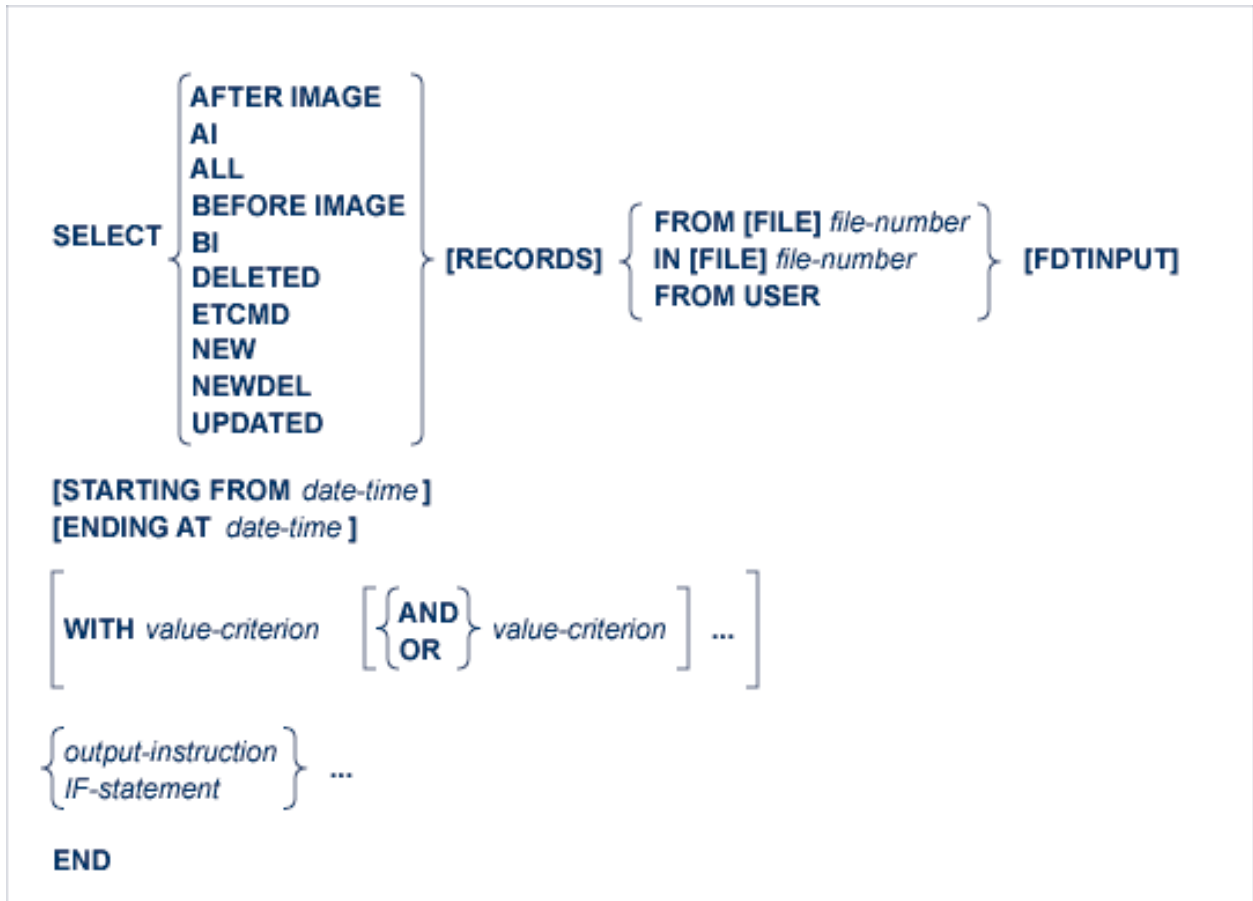 SELECT
AFTER IMAGE
AI
ALL
BEFORE IMAGE
BI
DELETED
ETCMD
NEW
NEWDEL
UPDATED
[RECORDS]
FROM [FILE] file-number
IN [FILE] file-number
FROM USER
[FDTINPUT]
[STARTING FROM date-time]
[ENDING AT date-time]
[WITH value-criterion [{AND
OR} value-criterion] ...]
{output-instruction
IF-statement} ...
END